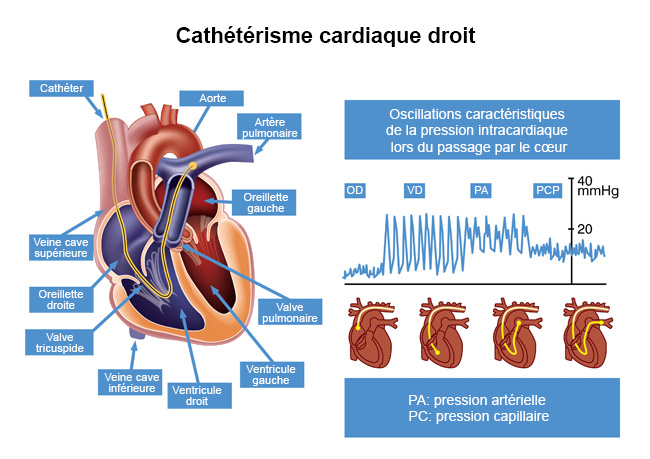 Cathétérisme cardiaque droit
Cathéter
Aorte
Artère
pulmonaire
Oreillette
gauche
Veine cave
supérieure
Oreillette
droite
Valve
pulmonaire
Valve
tricuspide
Veine cave
inférieure
Ventricule
droit
Ventricule
gauche
Oscillations caractéristiques
de la pression intracardiaque
lors du passage par le cœur
OD
VD
PA
PCP
40
mmHg
20
0
PA: pression artérielle
PC: pression capillaire